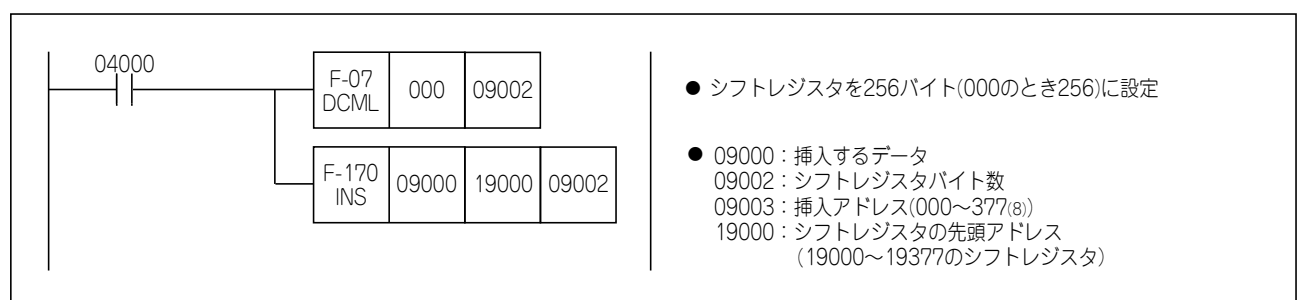 04000
F-07
DCML
000
09002
F-170
INS
09000
19000
09002
● シフトレジスタを256バイト(000のとき256)に設定
● 09000：挿入するデータ
09002：シフトレジスタバイト数
09003：挿入アドレス(000～377(8))
19000：シフトレジスタの先頭アドレス
(19000～19377のシフトレジスタ)